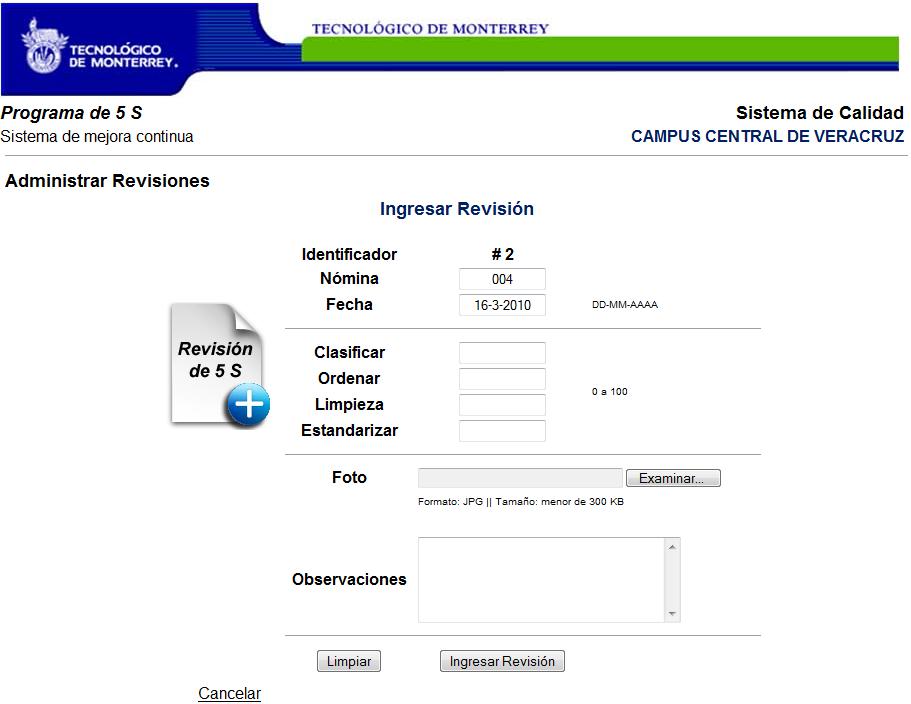 TECNOLÓGICO
DE MONTERREY.
TECNOLÓGICO DE MONTERREY
Programa de 5 S
Sistema de Calidad
Sistema de mejora continua
CAMPUS CENTRAL DE VERACRUZ
Administrar Revisiones
Ingresar Revisión
Identificador # 2
Nómina 004
Fecha 16-3-2010 DD-MM-AAAA
Revisión
de 5 S
Clasificar
Ordenar
0 a 100
Limpieza
Estandarizar
Foto Examinar...
Formato: JPG || Tamaño: menor de 300 KB
Observaciones
Limpiar Ingresar Revisión
Cancelar